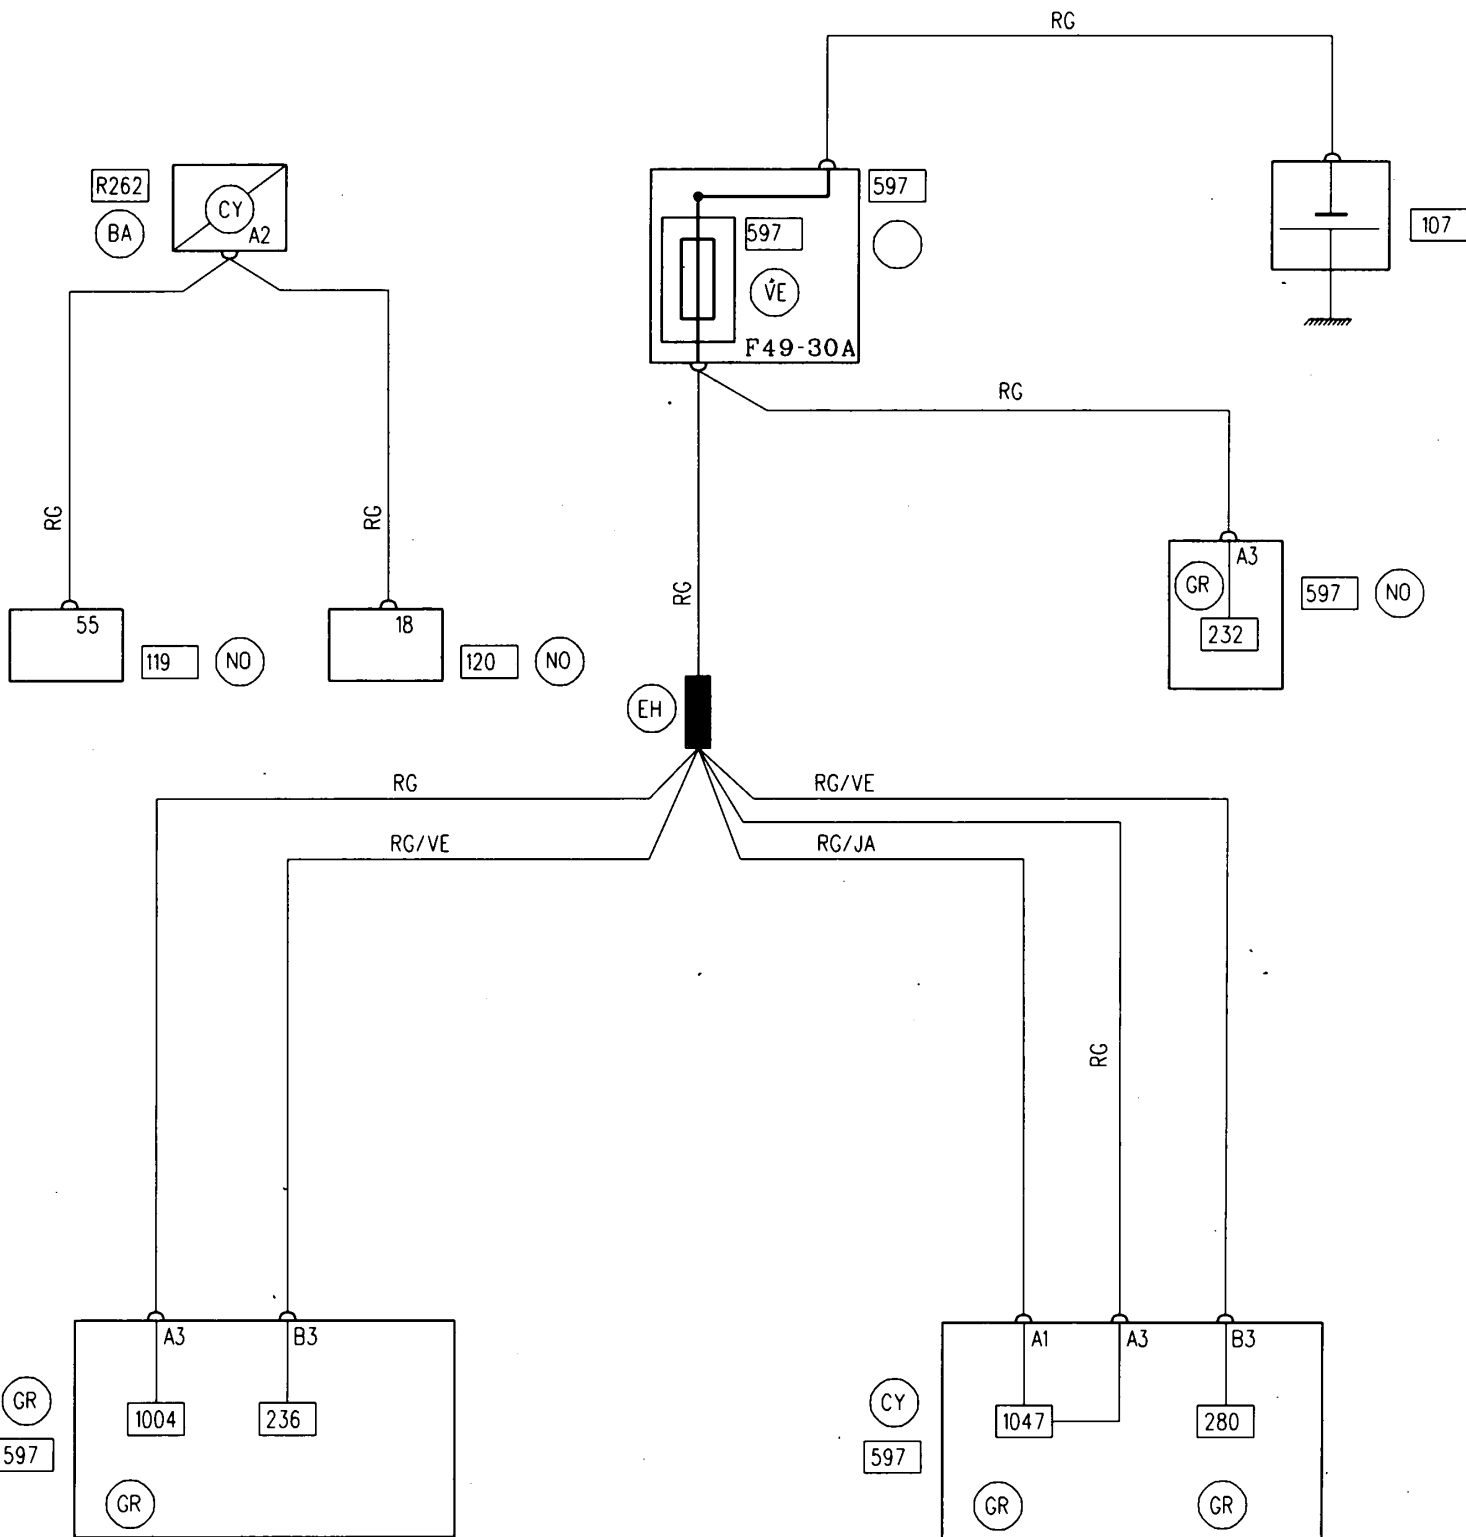 RG
R262
CY
BA
A2
597
597
VE
F49-30A
107
RG
RG
RG
RG
A3
GR
597
NO
232
55
119
NO
18
120
NO
EH
RG
RG/VE
RG/VE
RG/JA
RG
A3
B3
A1
A3
B3
GR
1004
236
CY
1047
280
597
597
GR
GR
GR